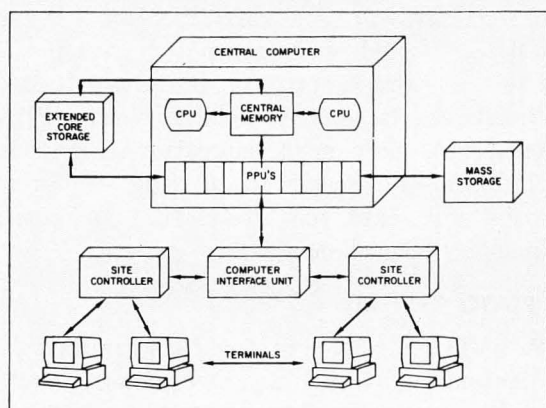 CENTRAL COMPUTER
EXTENDED
CORE
STORAGE
CPU
CENTRAL
MEMORY
CPU
PPU'S
MASS
STORAGE
SITE
CONTROLLER
COMPUTER
INTERFACE UNIT
SITE
CONTROLLER
TERMINALS